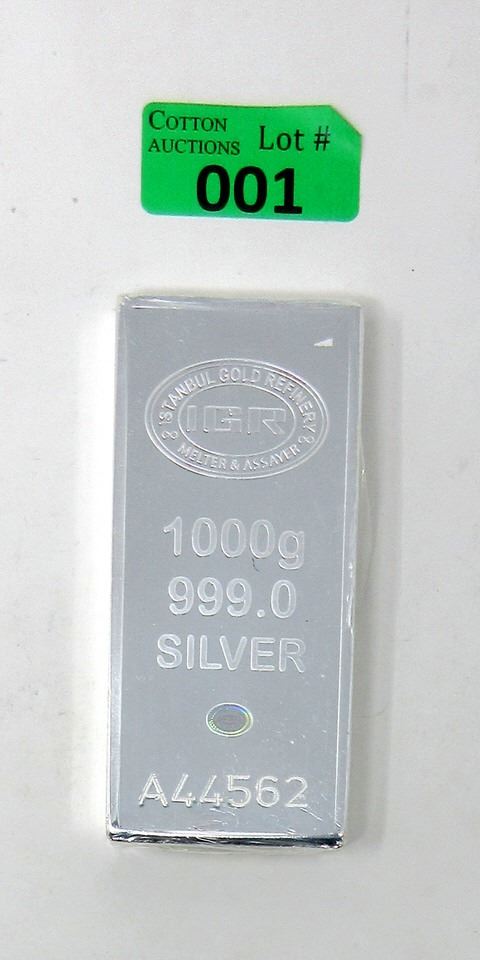 COTTON
AUCTIONS Lot #
001
ISTANBUL GOLD REFINERY
IGR
MELTER & ASSAYER
1000g
999.0
SILVER
A44562